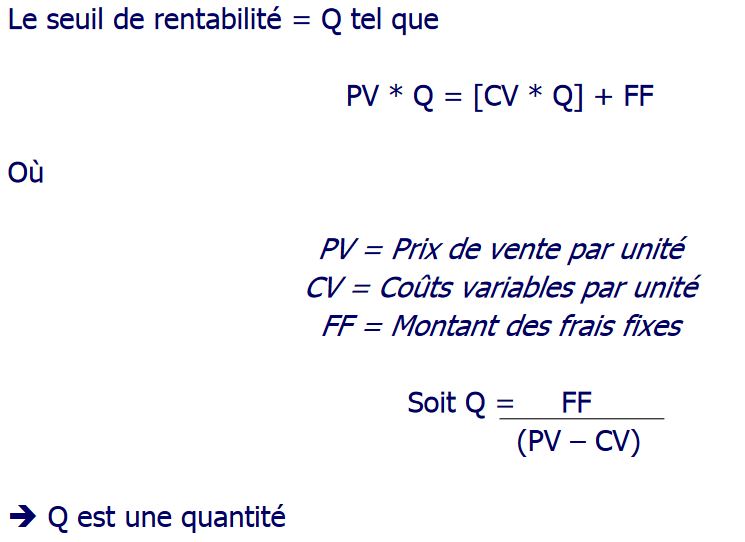 Le seuil de rentabilité = Q tel que
PV * Q = [CV * Q] + FF
Où
PV = Prix de vente par unité
CV = Coûts variables par unité
FF = Montant des frais fixes
Soit Q = FF
(PV – CV)
➔ Q est une quantité